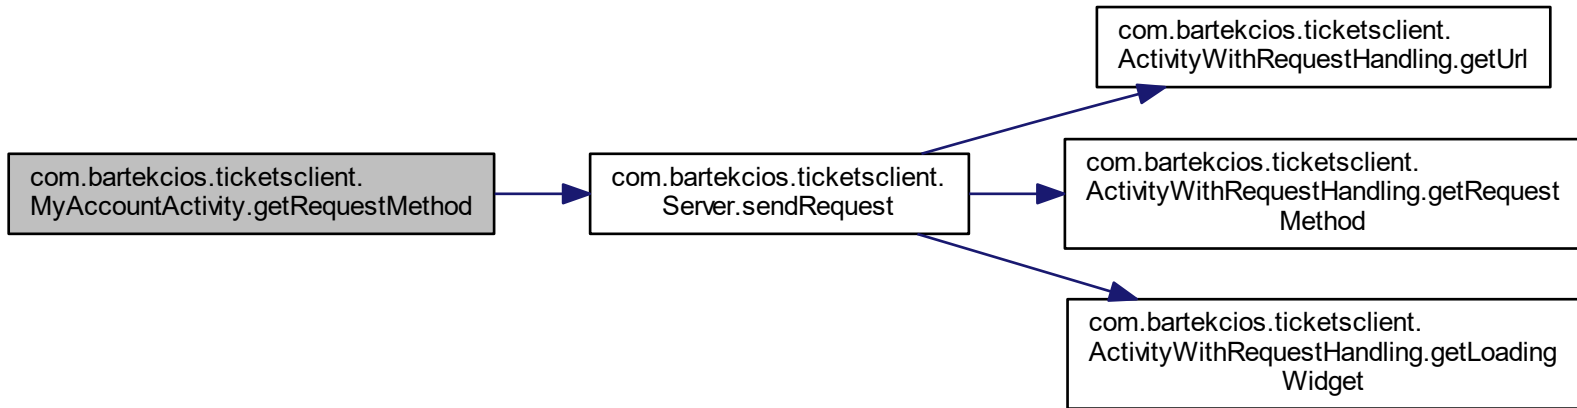 com.bartekcios.ticketsclient.
MyAccountActivity.getRequestMethod
com.bartekcios.ticketsclient.
Server.sendRequest
com.bartekcios.ticketsclient.
ActivityWithRequestHandling.getUrl
com.bartekcios.ticketsclient.
ActivityWithRequestHandling.getRequest
Method
com.bartekcios.ticketsclient.
ActivityWithRequestHandling.getLoading
Widget